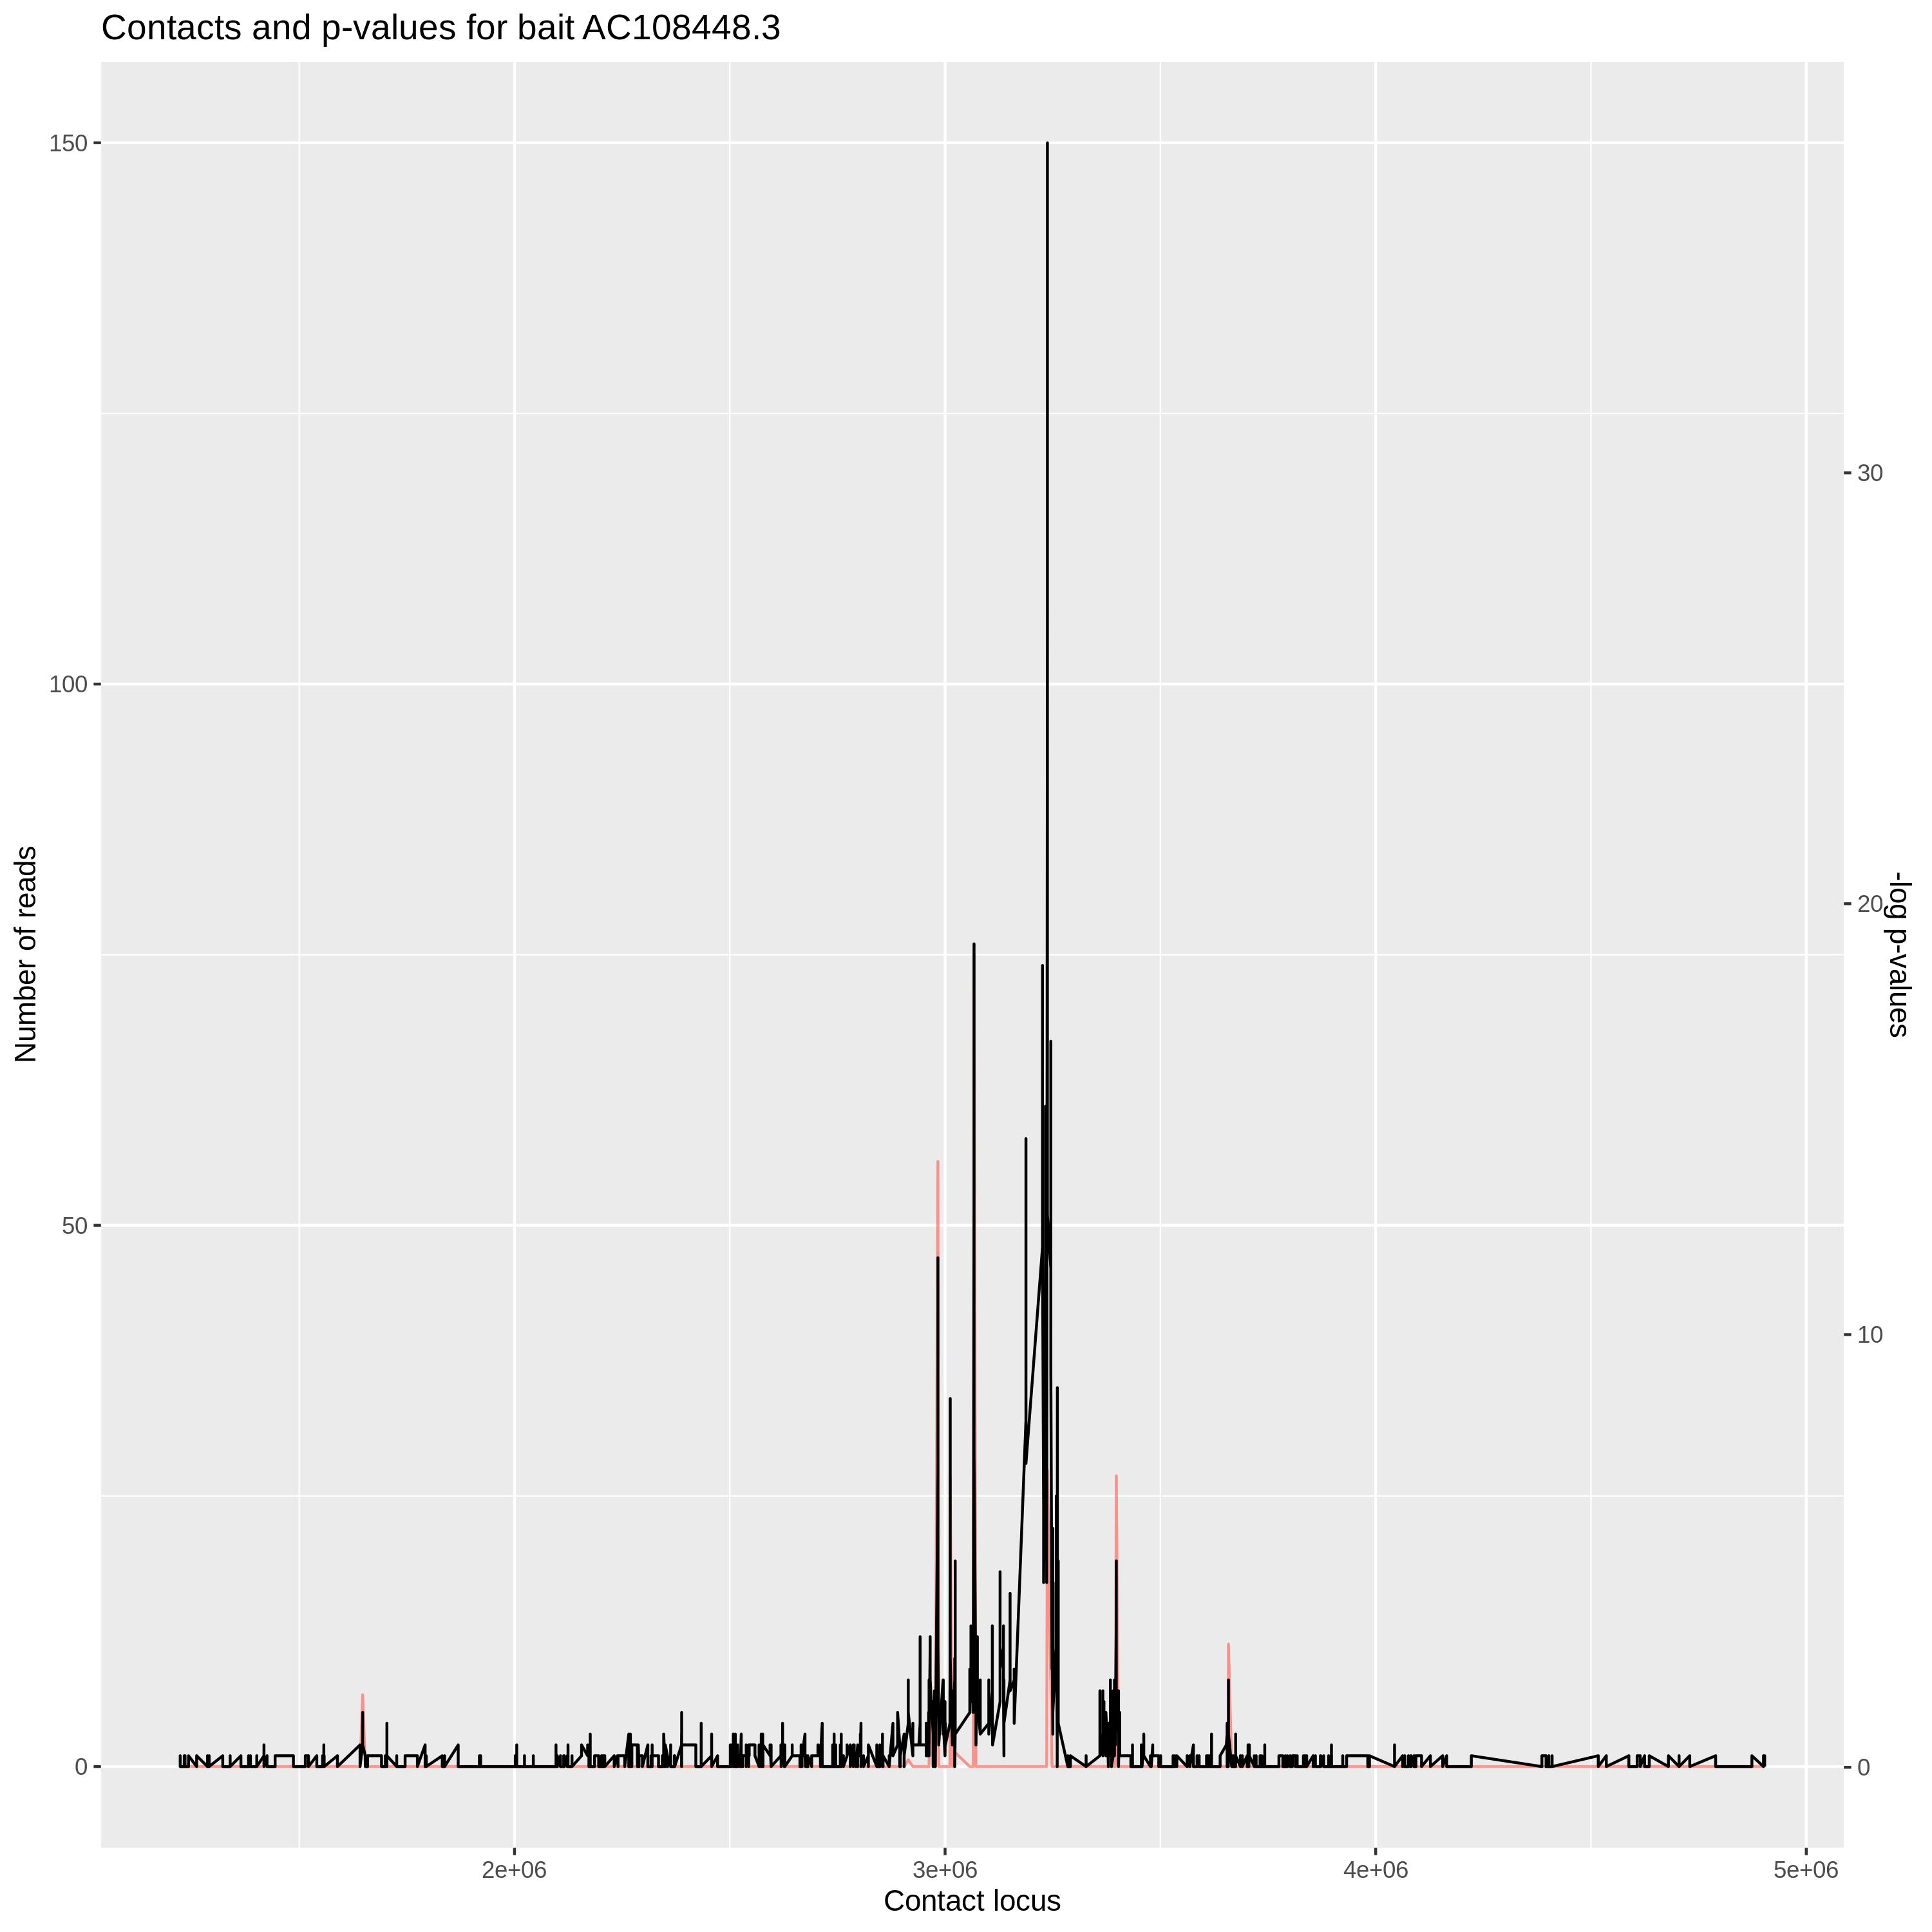 Contacts and p-values for bait AC108448.3
150
100
50
0
Number of reads
30
20
10
0
-log p-values
2e+06
3e+06
4e+06
5e+06
Contact locus